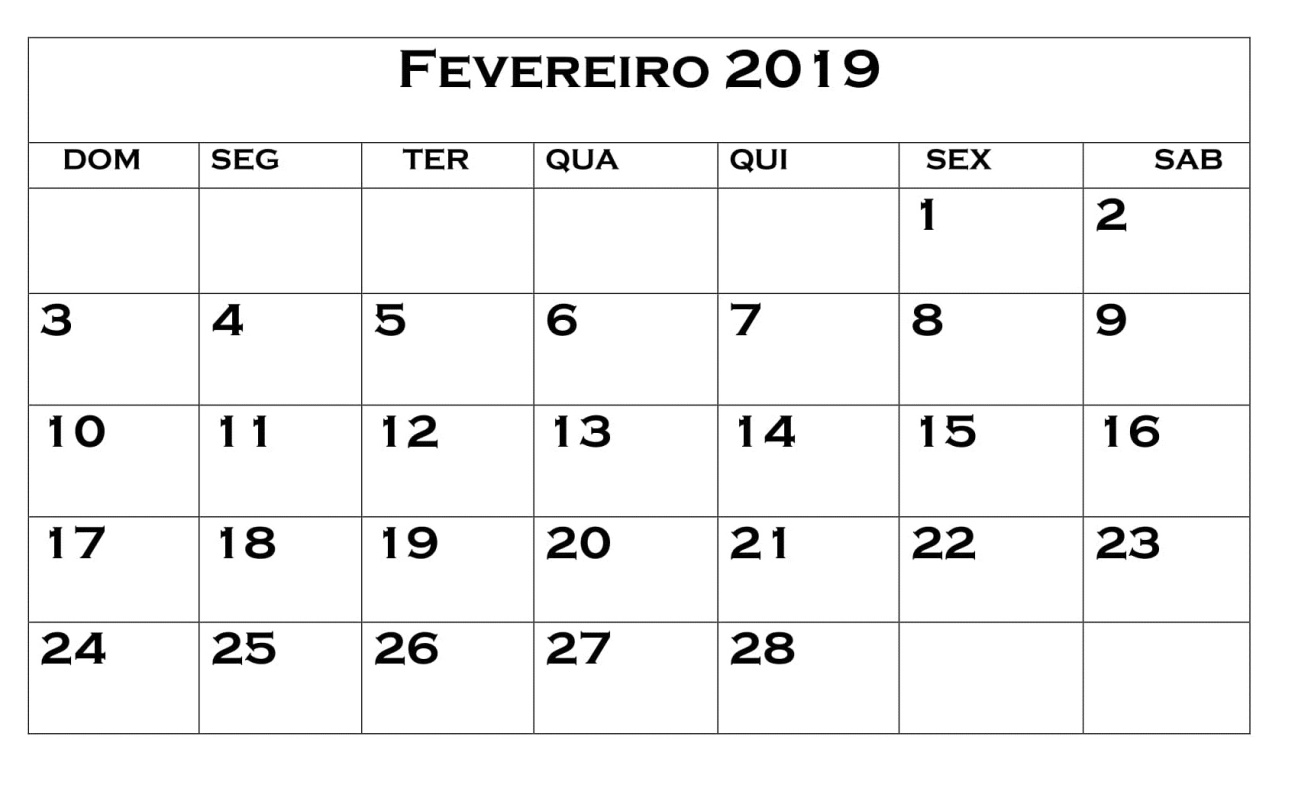 FEVEREIRO 2019
DOM SEG TER QUA QUI SEX SAB
1 2
3 4 5 6 7 8 9
10 11 12 13 14 15 16
17 18 19 20 21 22 23
24 25 26 27 28